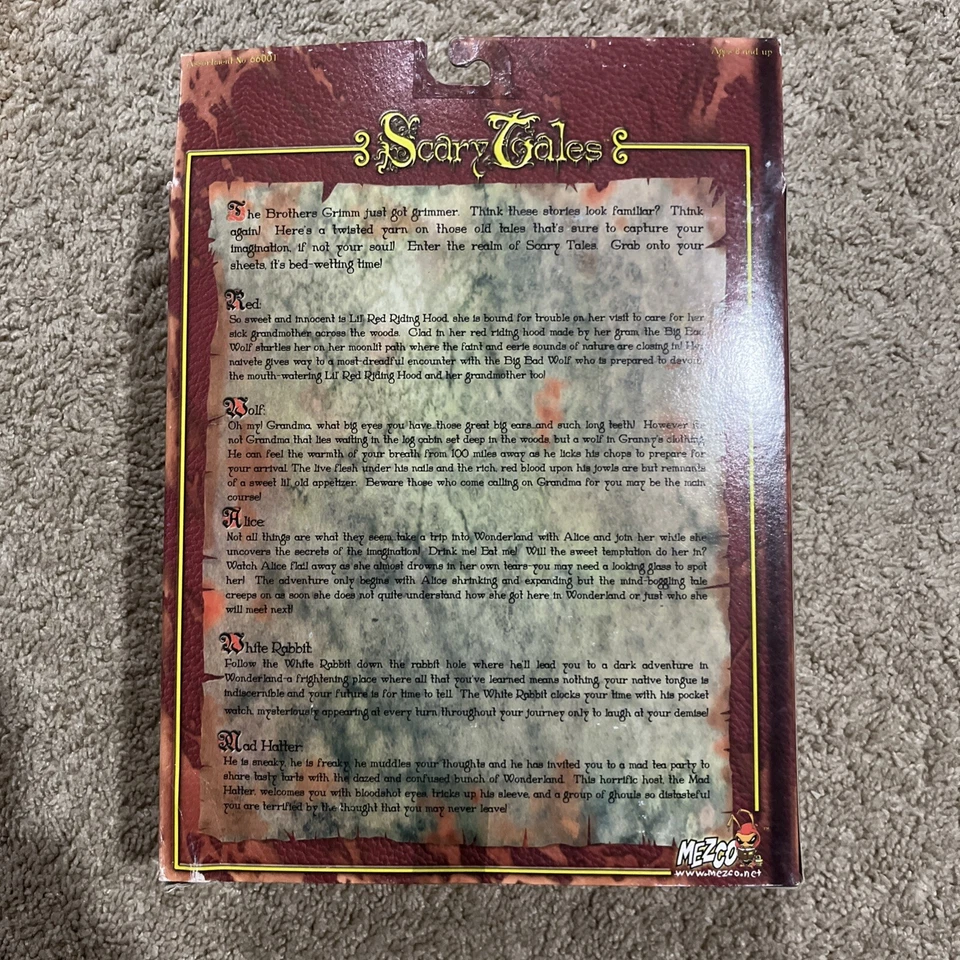 No 66001
Ages and up
Scary Tales
The Brothers Grimm just got grimmer. Think these stories look familiar? Think
again! Here's a twisted yarn on those old tales that's sure to capture your
imagination, if not your soul! Enter the realm of Scary Tales. Grab onto your
sheets, it's bed-wetting time!
Red:
So sweet and innocent is Lil' Red Riding Hood, she is bound for trouble on her visit to care for her
sick grandmother across the woods. Clad in her red riding hood made by her gram, the Big Bad
Wolf startles her on her moonlit path where the faint and eerie sounds of nature are closing in! Her
naivete gives way to a most-dreadful encounter with the Big Bad Wolf who is prepared to devour
the mouth-watering Lil' Red Riding Hood and her grandmother too!
Wolf:
Oh my! Grandma, what big eyes you have those great big ears and such long teeth! However it
not Grandma that lies waiting in the log cabin set deep in the woods, but a wolf in Granny's clothing.
He can feel the warmth of your breath from 100 miles away as he licks his chops to prepare for
your arrival. The live flesh under his nails and the rich, red blood upon his jowls are but remnants
of a sweet lil' old appetizer. Beware those who come calling on Grandma for you may be the main
course!
Alice:
Not all things are what they seem, take a trip into Wonderland with Alice and join her while she
uncovers the secrets of the imagination! Drink me! Eat me! Will the sweet temptation do her in?
Watch Alice flail away as she almost drowns in her own tears-you may need a looking glass to spot
her! The adventure only begins with Alice shrinking and expanding but the mind-boggling tale
creeps on as soon she does not quite understand how she got here in Wonderland or just who she
will meet next!
White Rabbit:
Follow the White Rabbit down the rabbit hole where he'll lead you to a dark adventure in
Wonderland-a frightening place where all that you've learned means nothing, your native tongue is
indiscernible and your future is for time to tell. The White Rabbit clocks your time with his pocket
watch, mysteriously appearing at every turn throughout your journey only to laugh at your demise!
Mad Hatter:
He is sneaky, he is freaky, he muddles your thoughts and he has invited you to a mad tea party to
share tasty tarts with the dazed and confused bunch of Wonderland. This horrific host, the Mad
Hatter, welcomes you with bloodshot eyes, tricks up his sleeve, and a group of ghouls so distasteful
you are terrified by the thought that you may never leave!
MEZCO
www.mezco.net